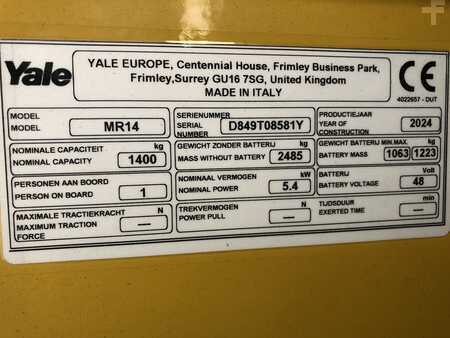 Yale
YALE EUROPE, Centennial House, Frimley Business Park,
Frimley,Surrey GU16 7SG, United Kingdom
MADE IN ITALY
CE
4022657 - DUT
MODEL
MODEL MR14
SERIENUMMER
SERIAL
NUMBER D849T08581Y
PRODUCTIEJAAR
YEAR OF
CONSTRUCTION 2024
NOMINALE CAPACITEIT kg
NOMINAL CAPACITY 1400
GEWICHT ZONDER BATTERIJ kg
MASS WITHOUT BATTERY 2485
GEWICHT BATTERIJ MIN.MAX. kg
BATTERY MASS 1063 1223
PERSONEN AAN BOORD
PERSON ON BOARD 1
NOMINAAL VERMOGEN kW
NOMINAL POWER 5.4
BATTERIJ Volt
BATTERY VOLTAGE 48
MAXIMALE TRACTIEKRACHT N
MAXIMUM TRACTION
FORCE —
TREKVERMOGEN N
POWER PULL —
TIJDSDUUR min
EXERTED TIME —